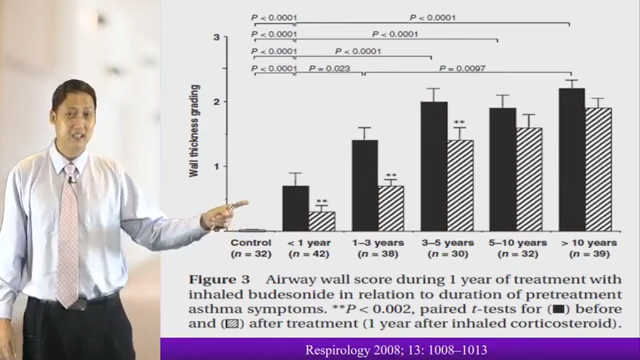 P < 0.0001 P < 0.0001
P < 0.0001 P < 0.0001
P < 0.0001 P < 0.0001
P < 0.0001 P = 0.023 P = 0.0097
Wall thickness grading
3
2
1
0
** ** **
Control < 1 year 1–3 years 3–5 years 5–10 years > 10 years
(n = 32) (n = 42) (n = 38) (n = 30) (n = 32) (n = 39)
Figure 3 Airway wall score during 1 year of treatment with
inhaled budesonide in relation to duration of pretreatment
asthma symptoms. **P < 0.002, paired t-tests for (■) before
and (▨) after treatment (1 year after inhaled corticosteroid).
Respirology 2008; 13: 1008–1013